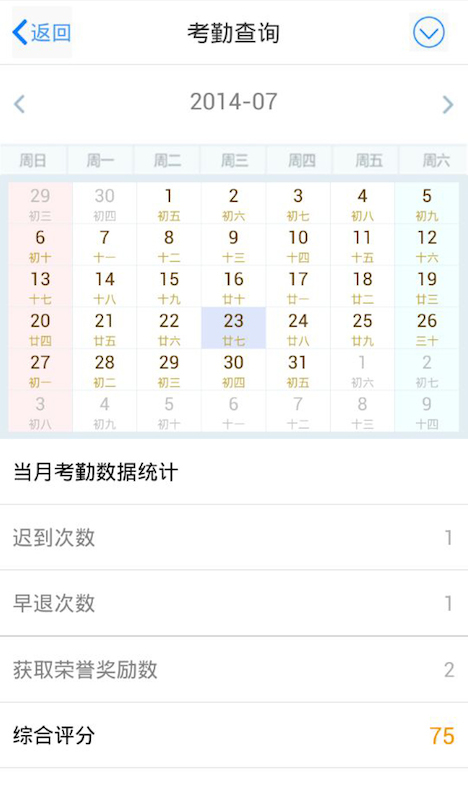 返回 考勤查询
2014-07
周日 周一 周二 周三 周四 周五 周六
29 30 1 2 3 4 5
初三 初四 初五 初六 初七 初八 初九
6 7 8 9 10 11 12
初十 十一 十二 十三 十四 十五 十六
13 14 15 16 17 18 19
十七 十八 十九 廿十 廿一 廿二 廿三
20 21 22 23 24 25 26
廿四 廿五 廿六 廿七 廿八 廿九 三十
27 28 29 30 31 1 2
初一 初二 初三 初四 初五 初六 初七
3 4 5 6 7 8 9
初八 初九 初十 十一 十二 十三 十四
当月考勤数据统计
迟到次数 1
早退次数 1
获取荣誉奖励数 2
综合评分 75